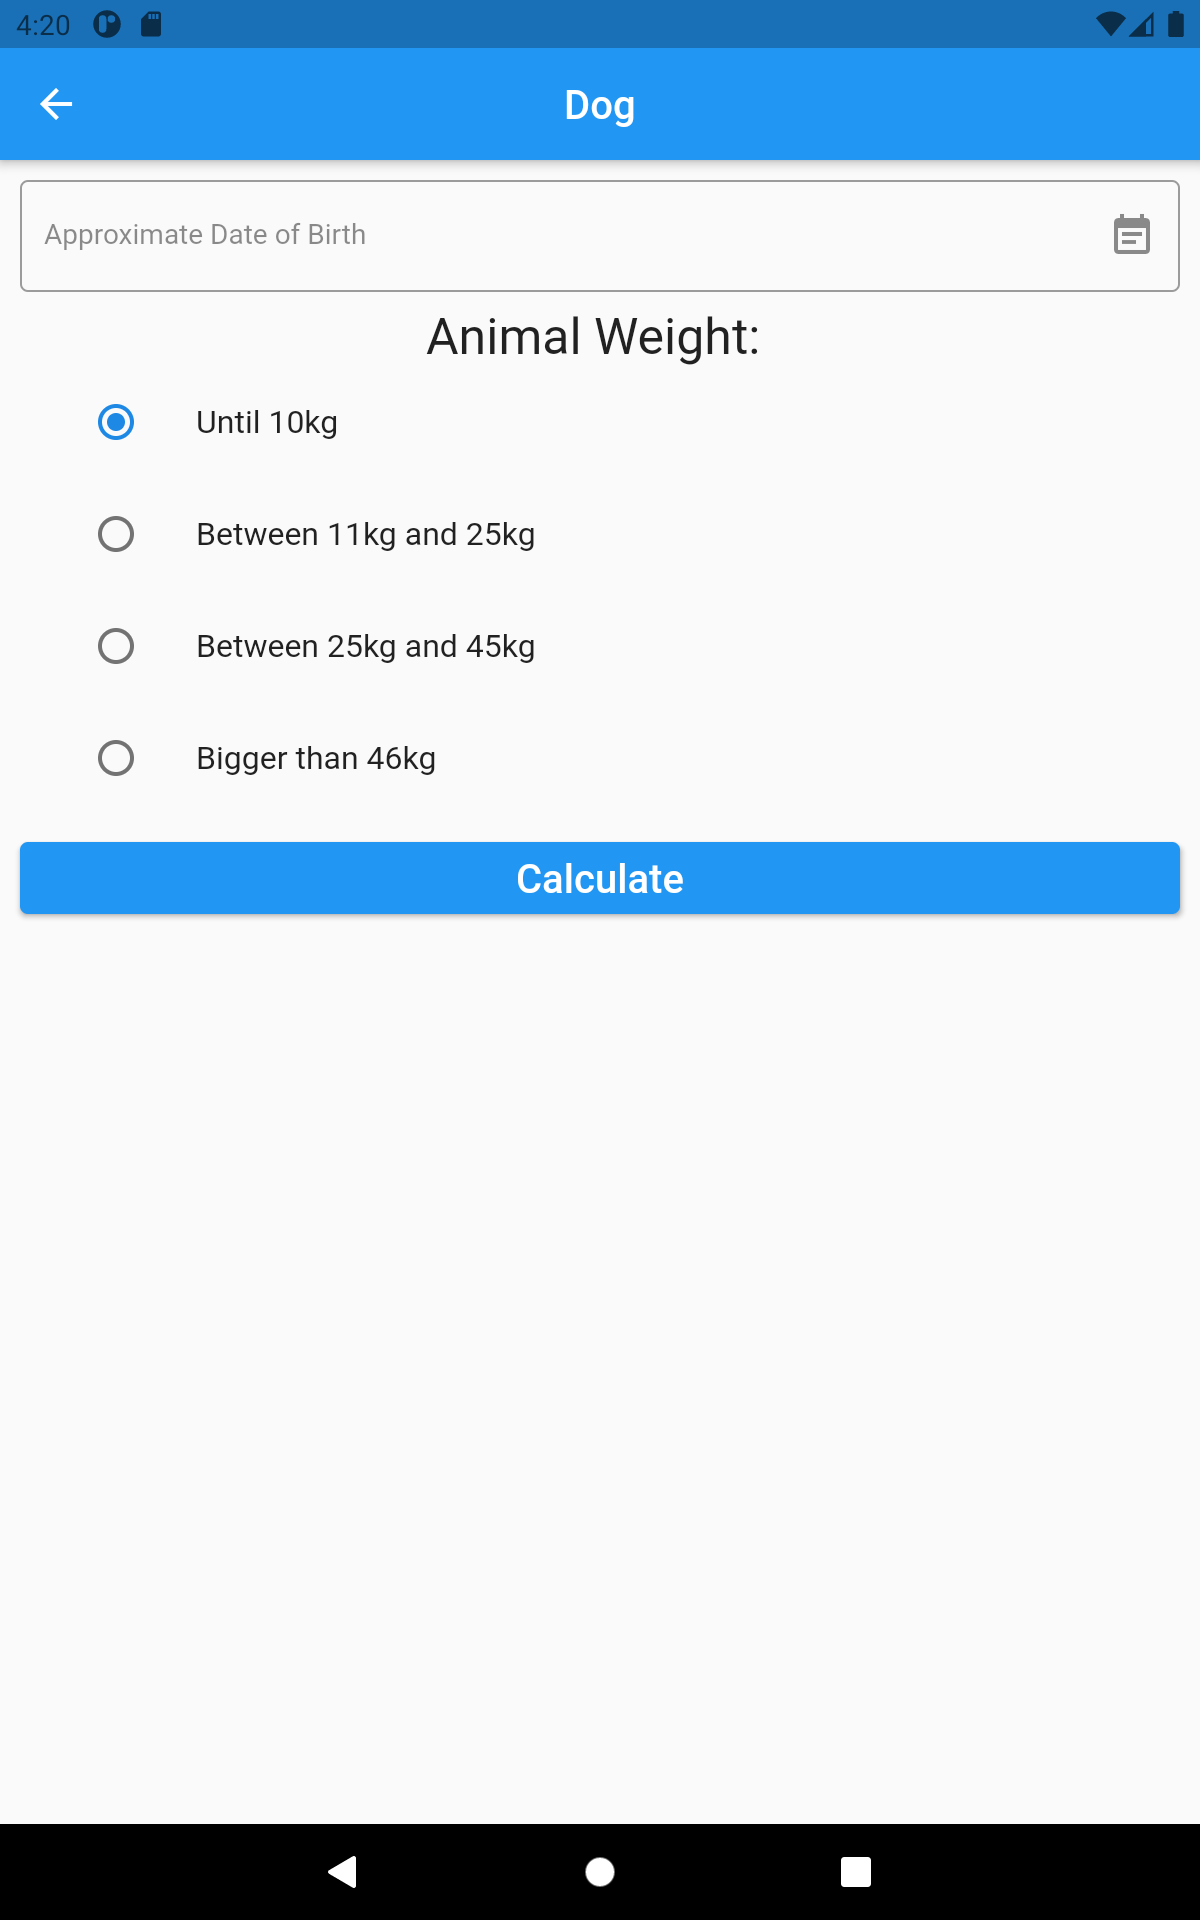 4:20
Dog
Approximate Date of Birth
Animal Weight:
Until 10kg
Between 11kg and 25kg
Between 25kg and 45kg
Bigger than 46kg
Calculate